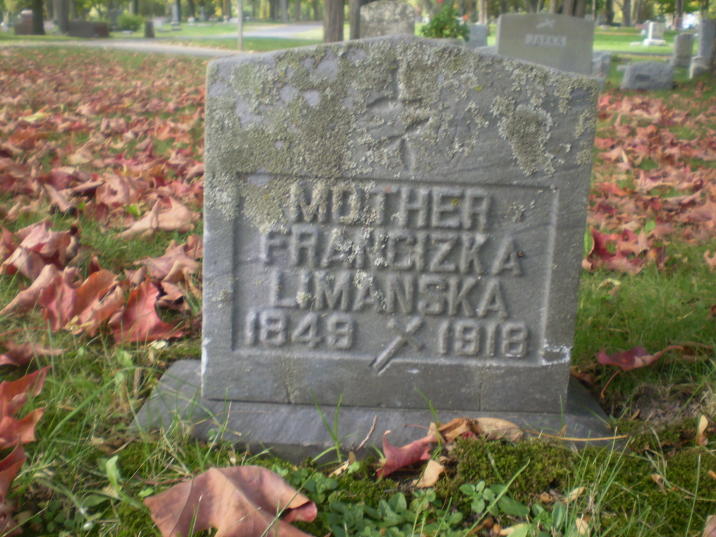 MOTHER
FRANCIZKA
LIMANSKA
1849 1918